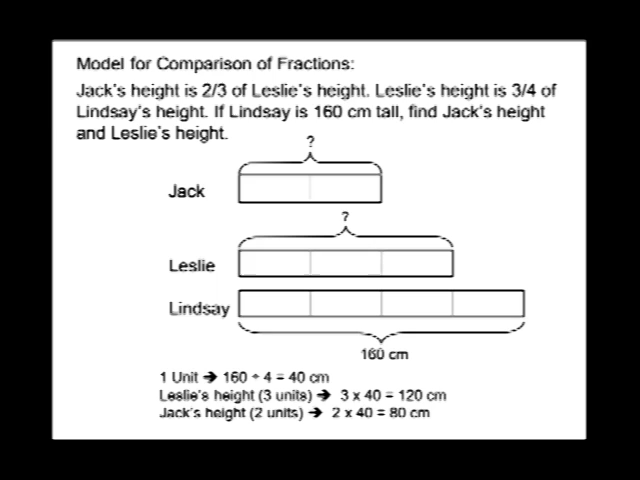 Model for Comparison of Fractions:
Jack's height is 2/3 of Leslie's height. Leslie's height is 3/4 of
Lindsay's height. If Lindsay is 160 cm tall, find Jack's height
and Leslie's height.
?
Jack
?
Leslie
Lindsay
160 cm
1 Unit ➔ 160 ÷ 4 = 40 cm
Leslie's height (3 units) ➔ 3 x 40 = 120 cm
Jack's height (2 units) ➔ 2 x 40 = 80 cm